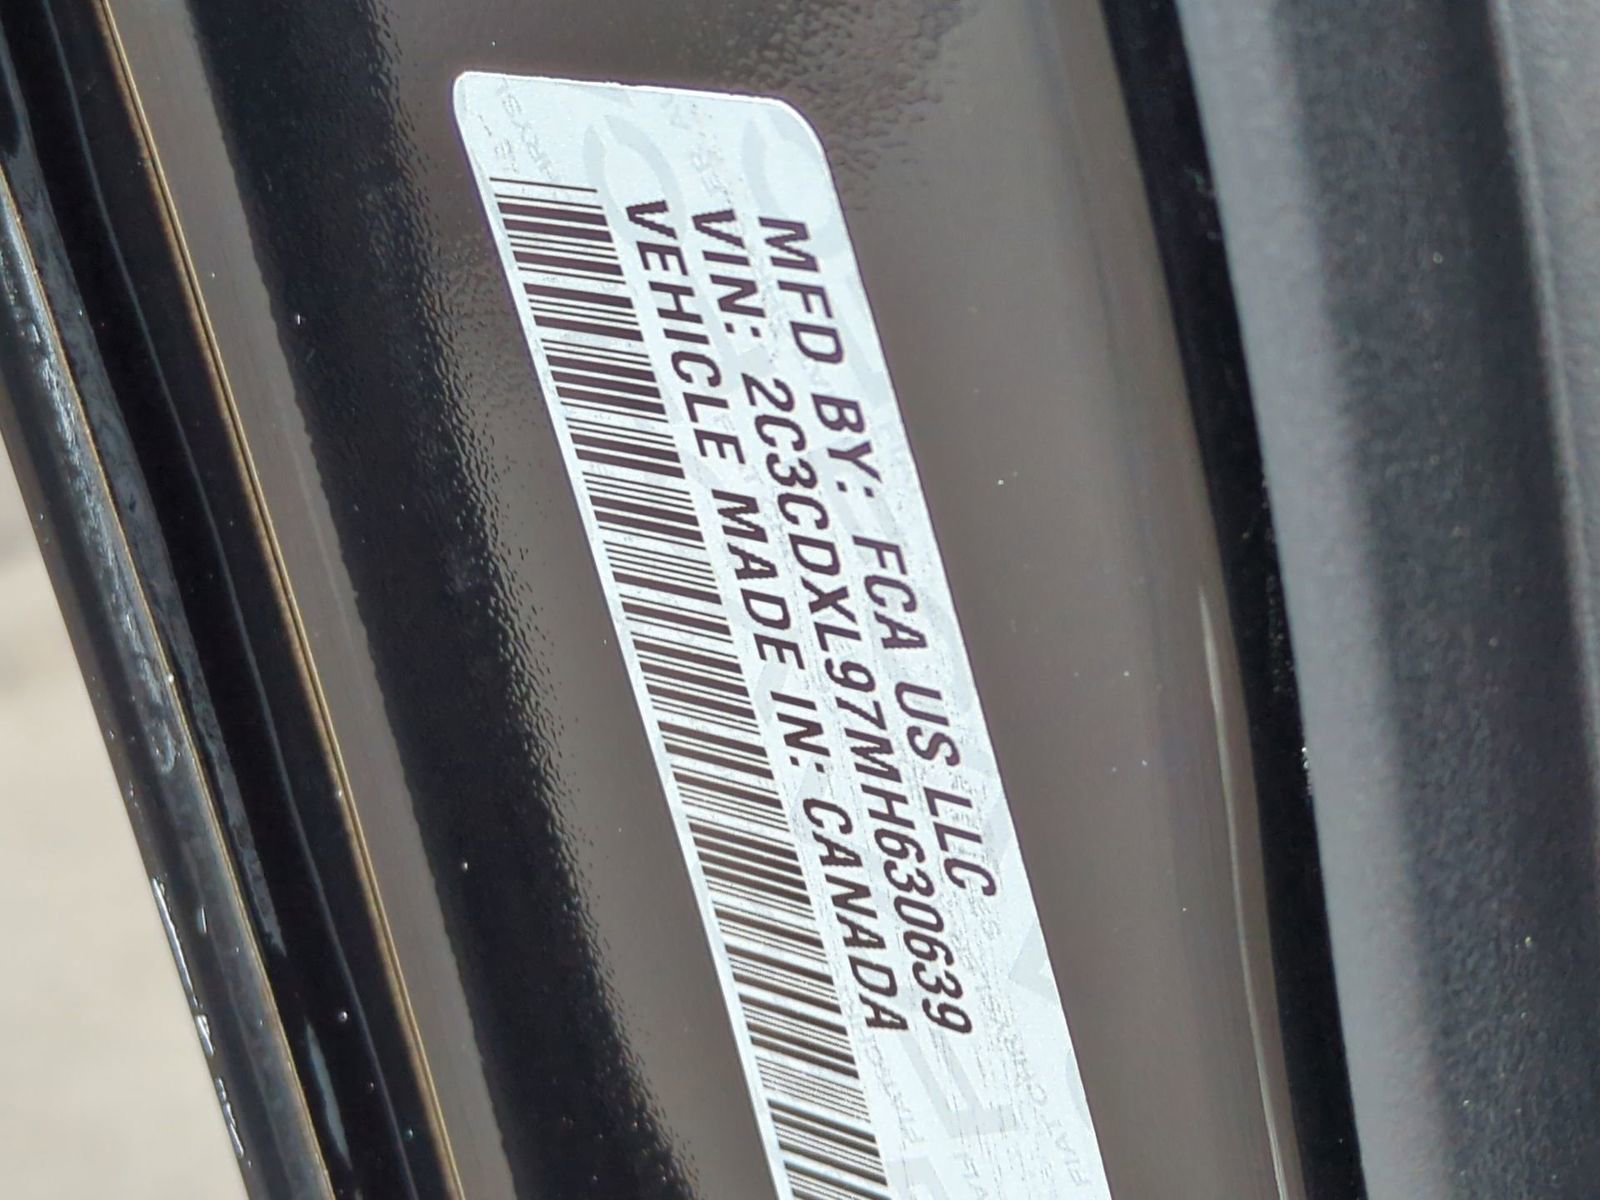 MFD BY: FCA US LLC
VIN: 2C3CDXL97MH630639
VEHICLE MADE IN: CANADA